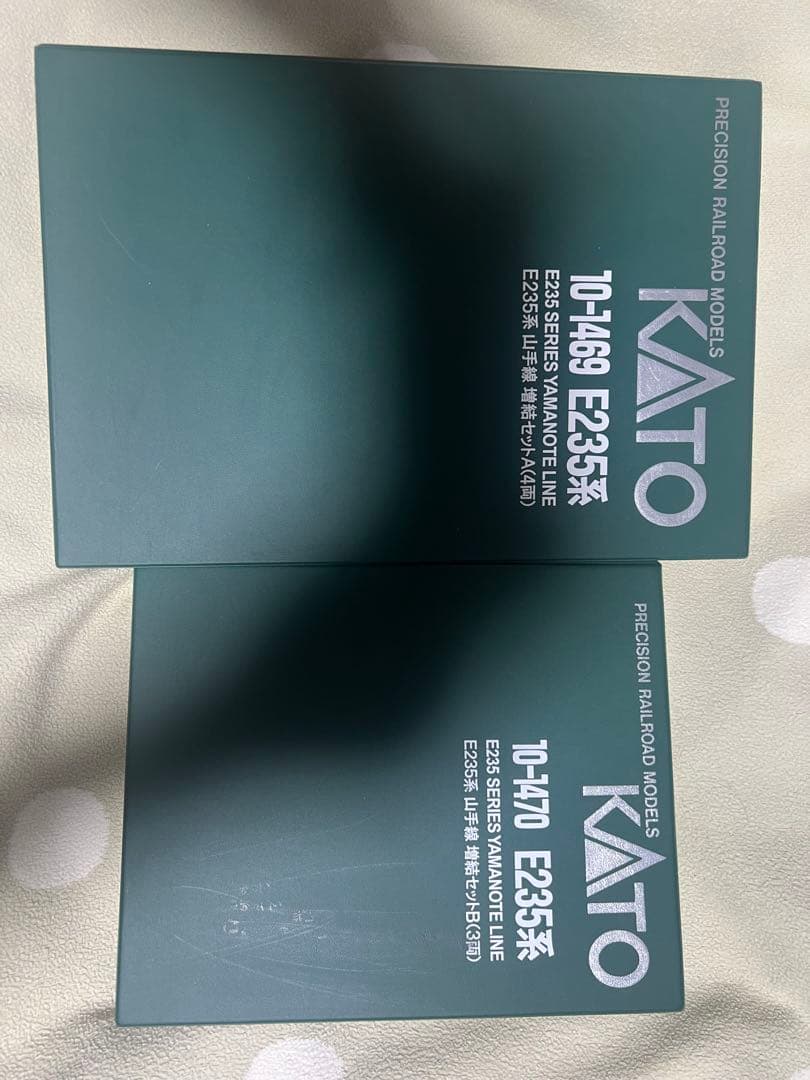 PRECISION RAILROAD MODELS
KATO
10-1469 E235系
E235 SERIES YAMANOTE LINE
E235系 山手線 増結セットA(4両)
PRECISION RAILROAD MODELS
KATO
10-1470 E235系
E235 SERIES YAMANOTE LINE
E235系 山手線 増結セットB(3両)